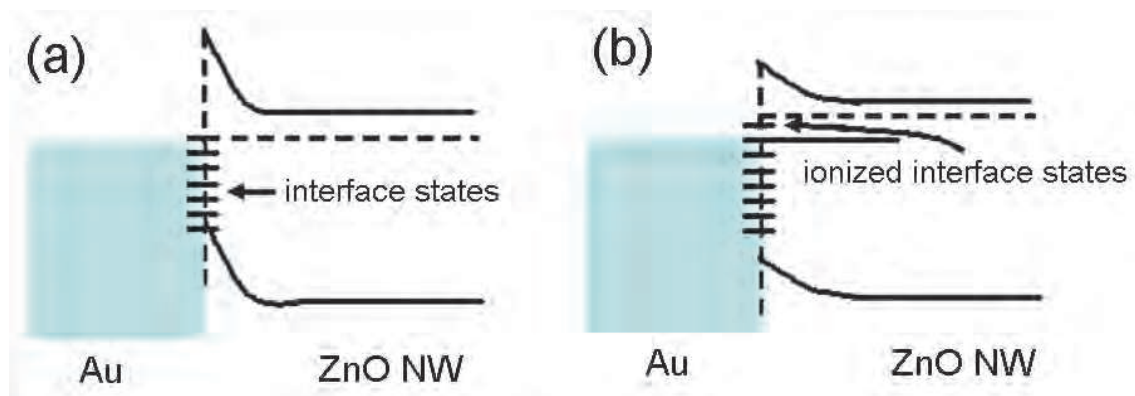 (a)
interface states
Au
ZnO NW
(b)
ionized interface states
Au
ZnO NW